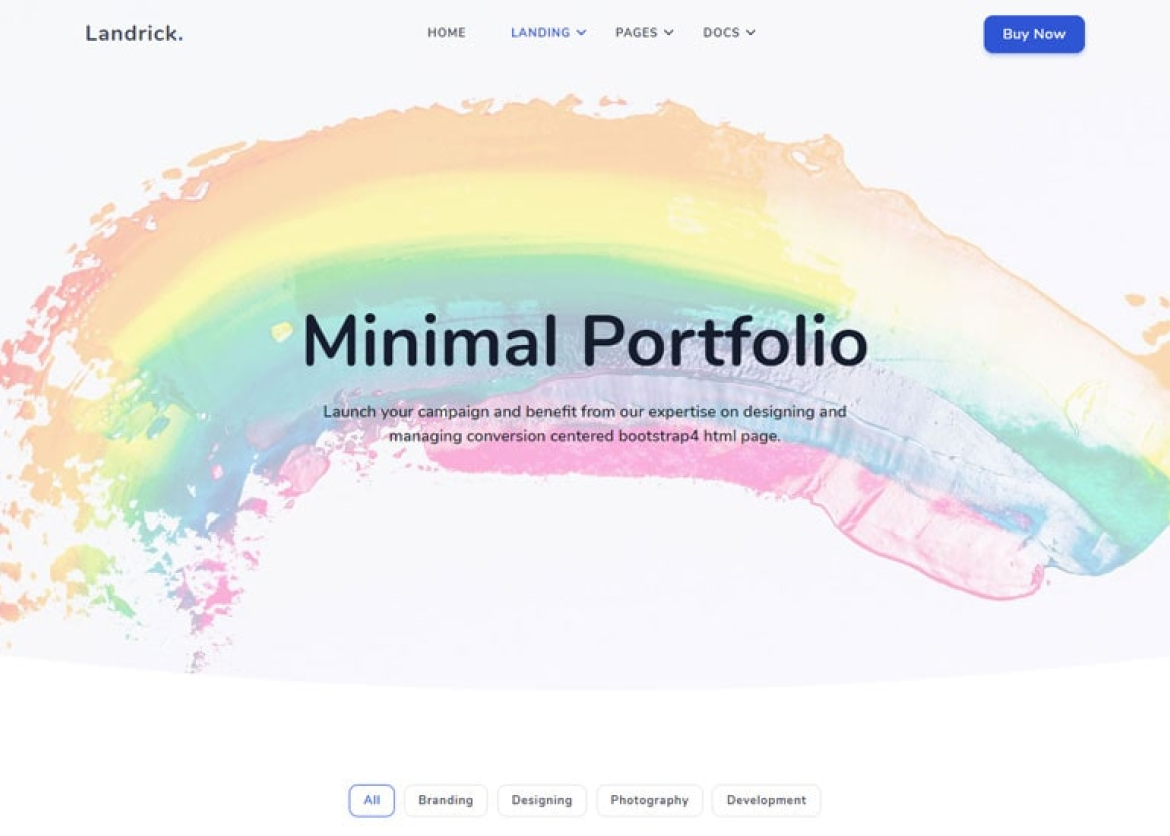 Landrick.
HOME
LANDING
PAGES
DOCS
Buy Now
Minimal Portfolio
Launch your campaign and benefit from our expertise on designing and
managing conversion centered bootstrap4 html page.
All
Branding
Designing
Photography
Development